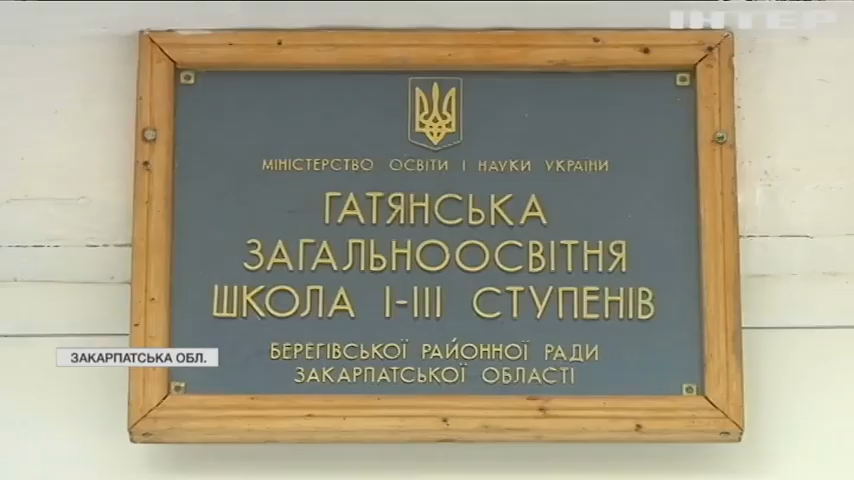 ІНТЕР
МІНІСТЕРСТВО ОСВІТИ І НАУКИ УКРАЇНИ
ГАТЯНСЬКА
ЗАГАЛЬНООСВІТНЯ
ШКОЛА І-ІІІ СТУПЕНІВ
БЕРЕГІВСЬКОЇ РАЙОННОЇ РАДИ
ЗАКАРПАТСЬКОЇ ОБЛАСТІ
ЗАКАРПАТСЬКА ОБЛ.